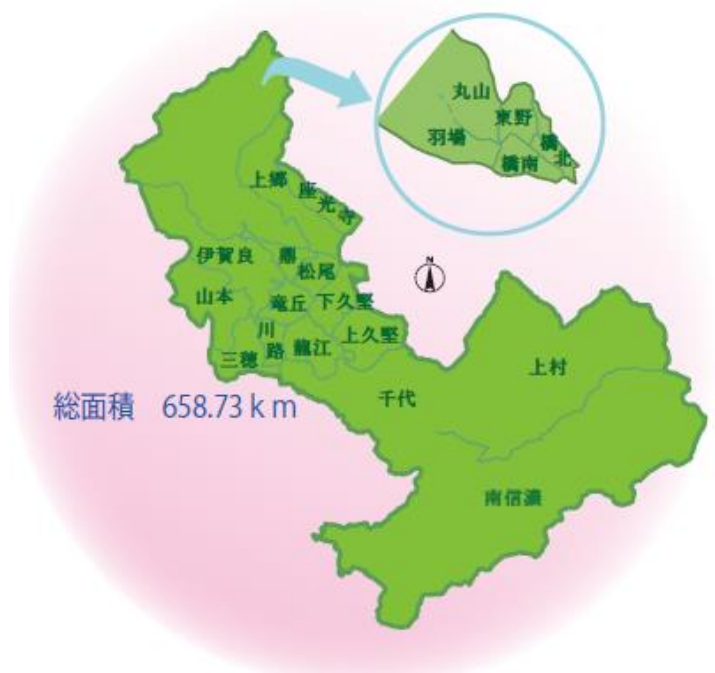 丸山
東野
羽場
橋北
橋南
上郷
座光寺
伊賀良
鼎
松尾
山本
竜丘
下久堅
川路
上久堅
三穂
龍江
N
上村
千代
総面積 658.73 k m
南信濃